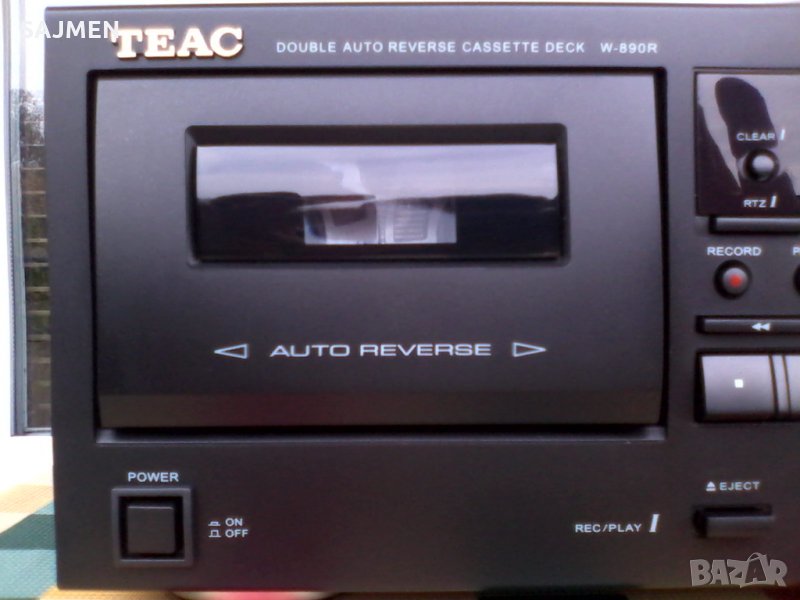 SAJMEN
TEAC DOUBLE AUTO REVERSE CASSETTE DECK W-890R
CLEAR I
RTZ I
RECORD P
AUTO REVERSE
POWER
ON
OFF
EJECT
REC/PLAY I
BAZAR